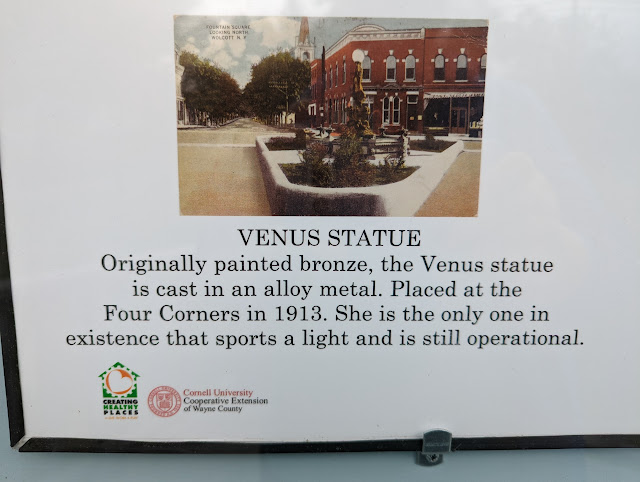 FOUNTAIN SQUARE
LOOKING NORTH,
WOLCOTT N. Y.
VENUS STATUE
Originally painted bronze, the Venus statue
is cast in an alloy metal. Placed at the
Four Corners in 1913. She is the only one in
existence that sports a light and is still operational.
CREATING
HEALTHY
PLACES
Cornell University
Cooperative Extension
of Wayne County